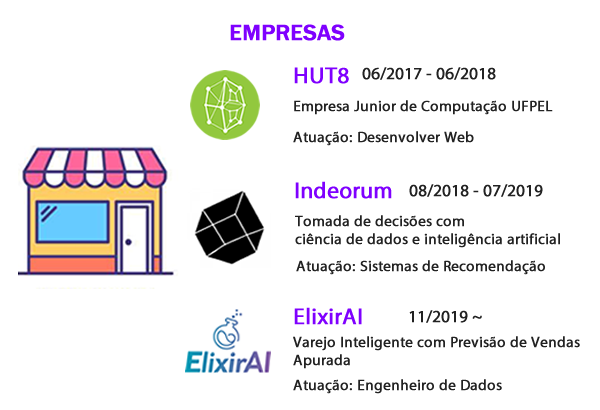 EMPRESAS
HUT8 06/2017 - 06/2018
Empresa Junior de Computação UFPEL
Atuação: Desenvolver Web
Indeorum 08/2018 - 07/2019
Tomada de decisões com
ciência de dados e inteligência artificial
Atuação: Sistemas de Recomendação
ElixirAI 11/2019 ~
Varejo Inteligente com Previsão de Vendas
Apurada
ElixirAI
Atuação: Engenheiro de Dados